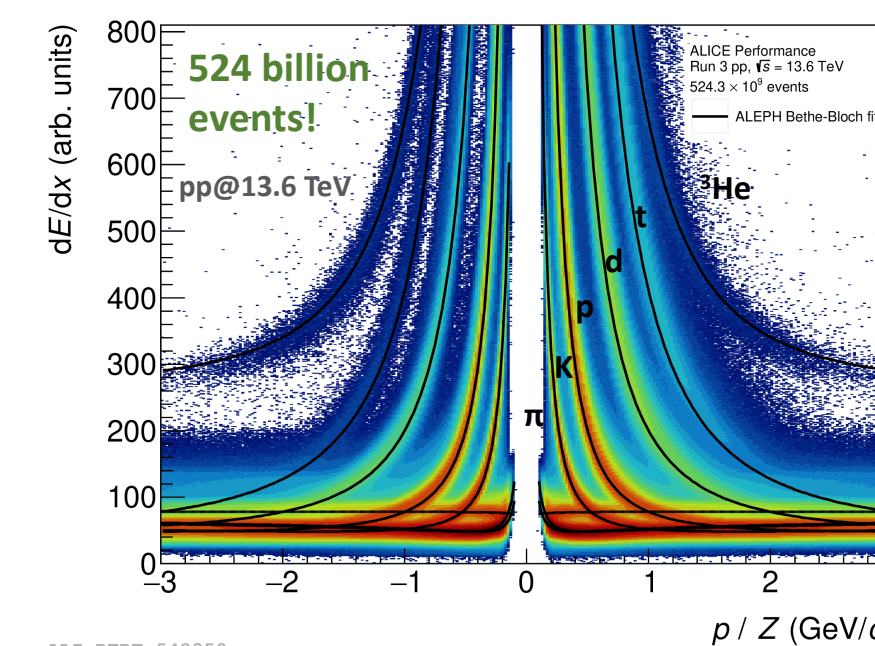 800
700
600
500
400
300
200
100
0
dE/dx (arb. units)
524 billion
events!
pp@13.6 TeV
ALICE Performance
Run 3 pp, √s = 13.6 TeV
524.3 × 10⁹ events
ALEPH Bethe-Bloch fit
³He
t
d
p
K
π
−3 −2 −1 0 1 2
p / Z (GeV/c